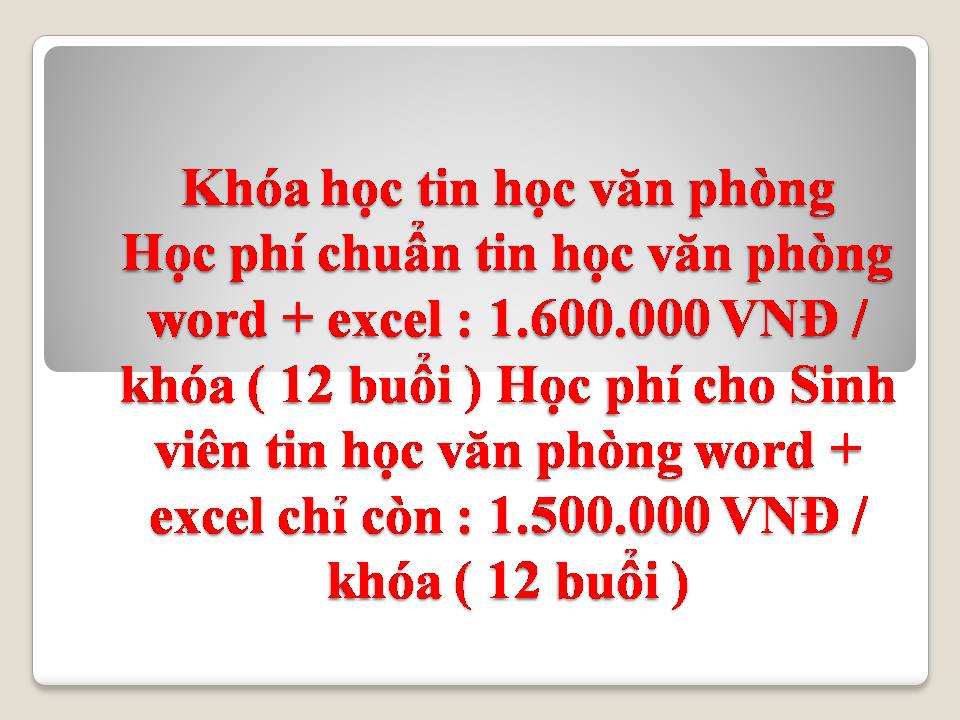 Khóa học tin học văn phòng
Học phí chuẩn tin học văn phòng
word + excel : 1.600.000 VNĐ /
khóa ( 12 buổi ) Học phí cho Sinh
viên tin học văn phòng word +
excel chỉ còn : 1.500.000 VNĐ /
khóa ( 12 buổi )